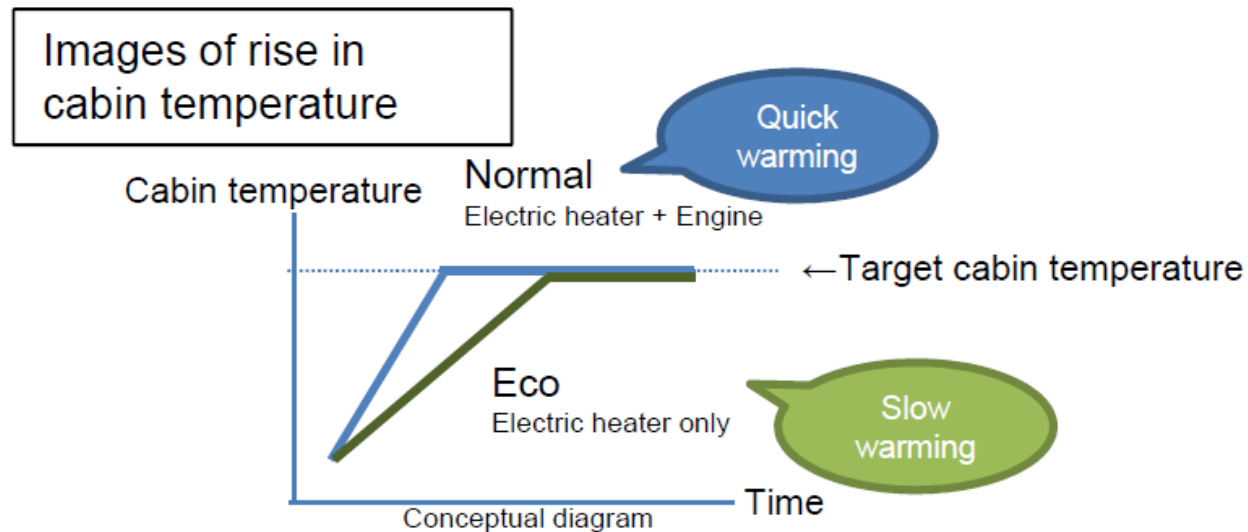 Images of rise in
cabin temperature
Quick
warming
Normal
Cabin temperature
Electric heater + Engine
←Target cabin temperature
Eco
Electric heater only
Slow
warming
Time
Conceptual diagram